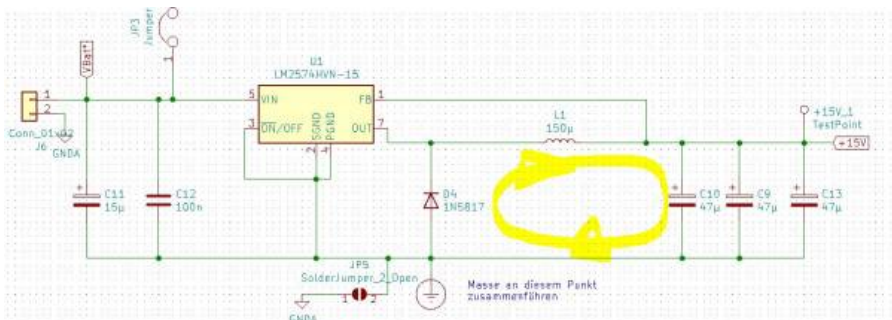 JP3
Jumper
1
VBat*
U1
LM2574HVN-15
5 VIN FB 1
3 ON/OFF SGND PGND OUT 7
2 4
1
2
Conn_01x02
J6
GNDA
L1
150µ
+15V_1
TestPoint
+15V
C11
15µ
C12
100n
D4
1N5817
C10
47µ
C9
47µ
C13
47µ
JP5
SolderJumper_2_Open
1 2
GNDA
Masse an diesem Punkt
zusammenführen